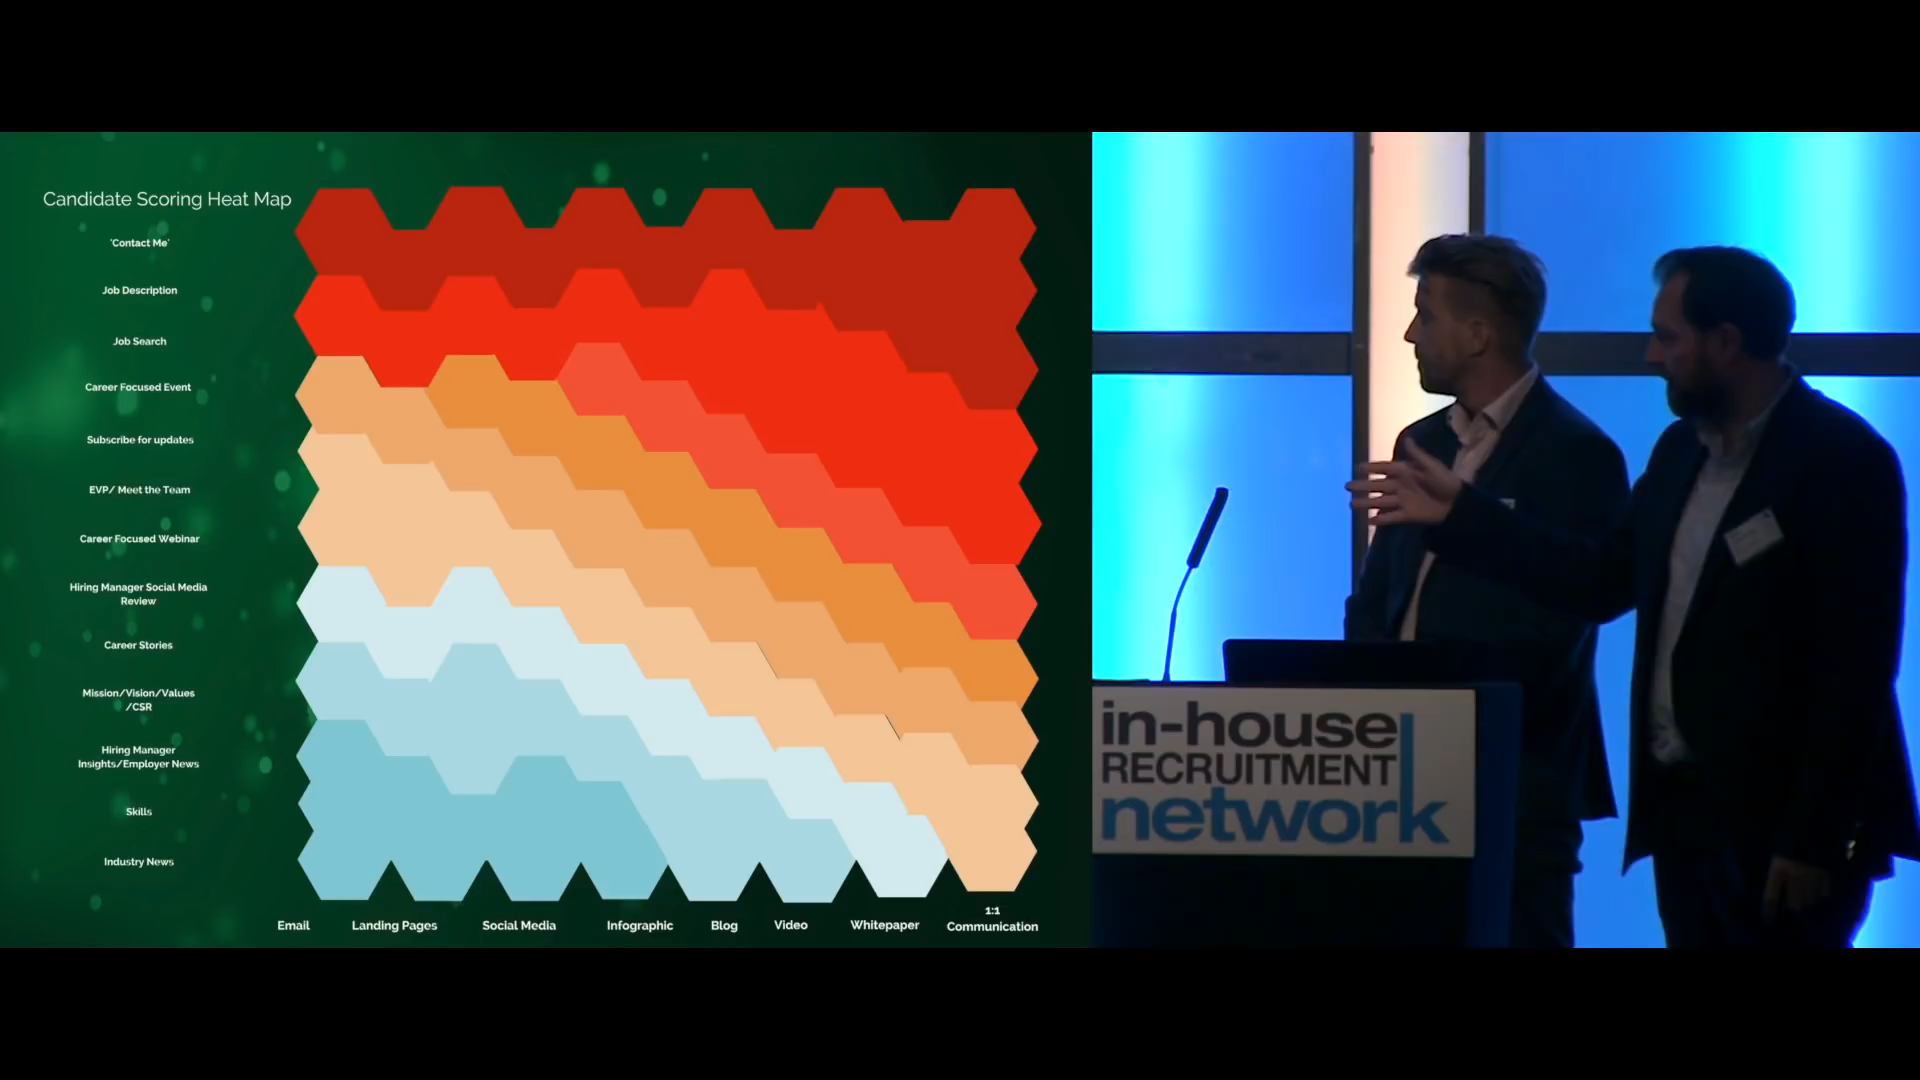 Candidate Scoring Heat Map
'Contact Me'
Job Description
Job Search
Career Focused Event
Subscribe for updates
EVP/ Meet the Team
Career Focused Webinar
Hiring Manager Social Media
Review
Career Stories
Mission/Vision/Values
/CSR
Hiring Manager
Insights/Employer News
Skills
Industry News
Email
Landing Pages
Social Media
Infographic
Blog
Video
Whitepaper
1:1
Communication
in-house
RECRUITMENT
network